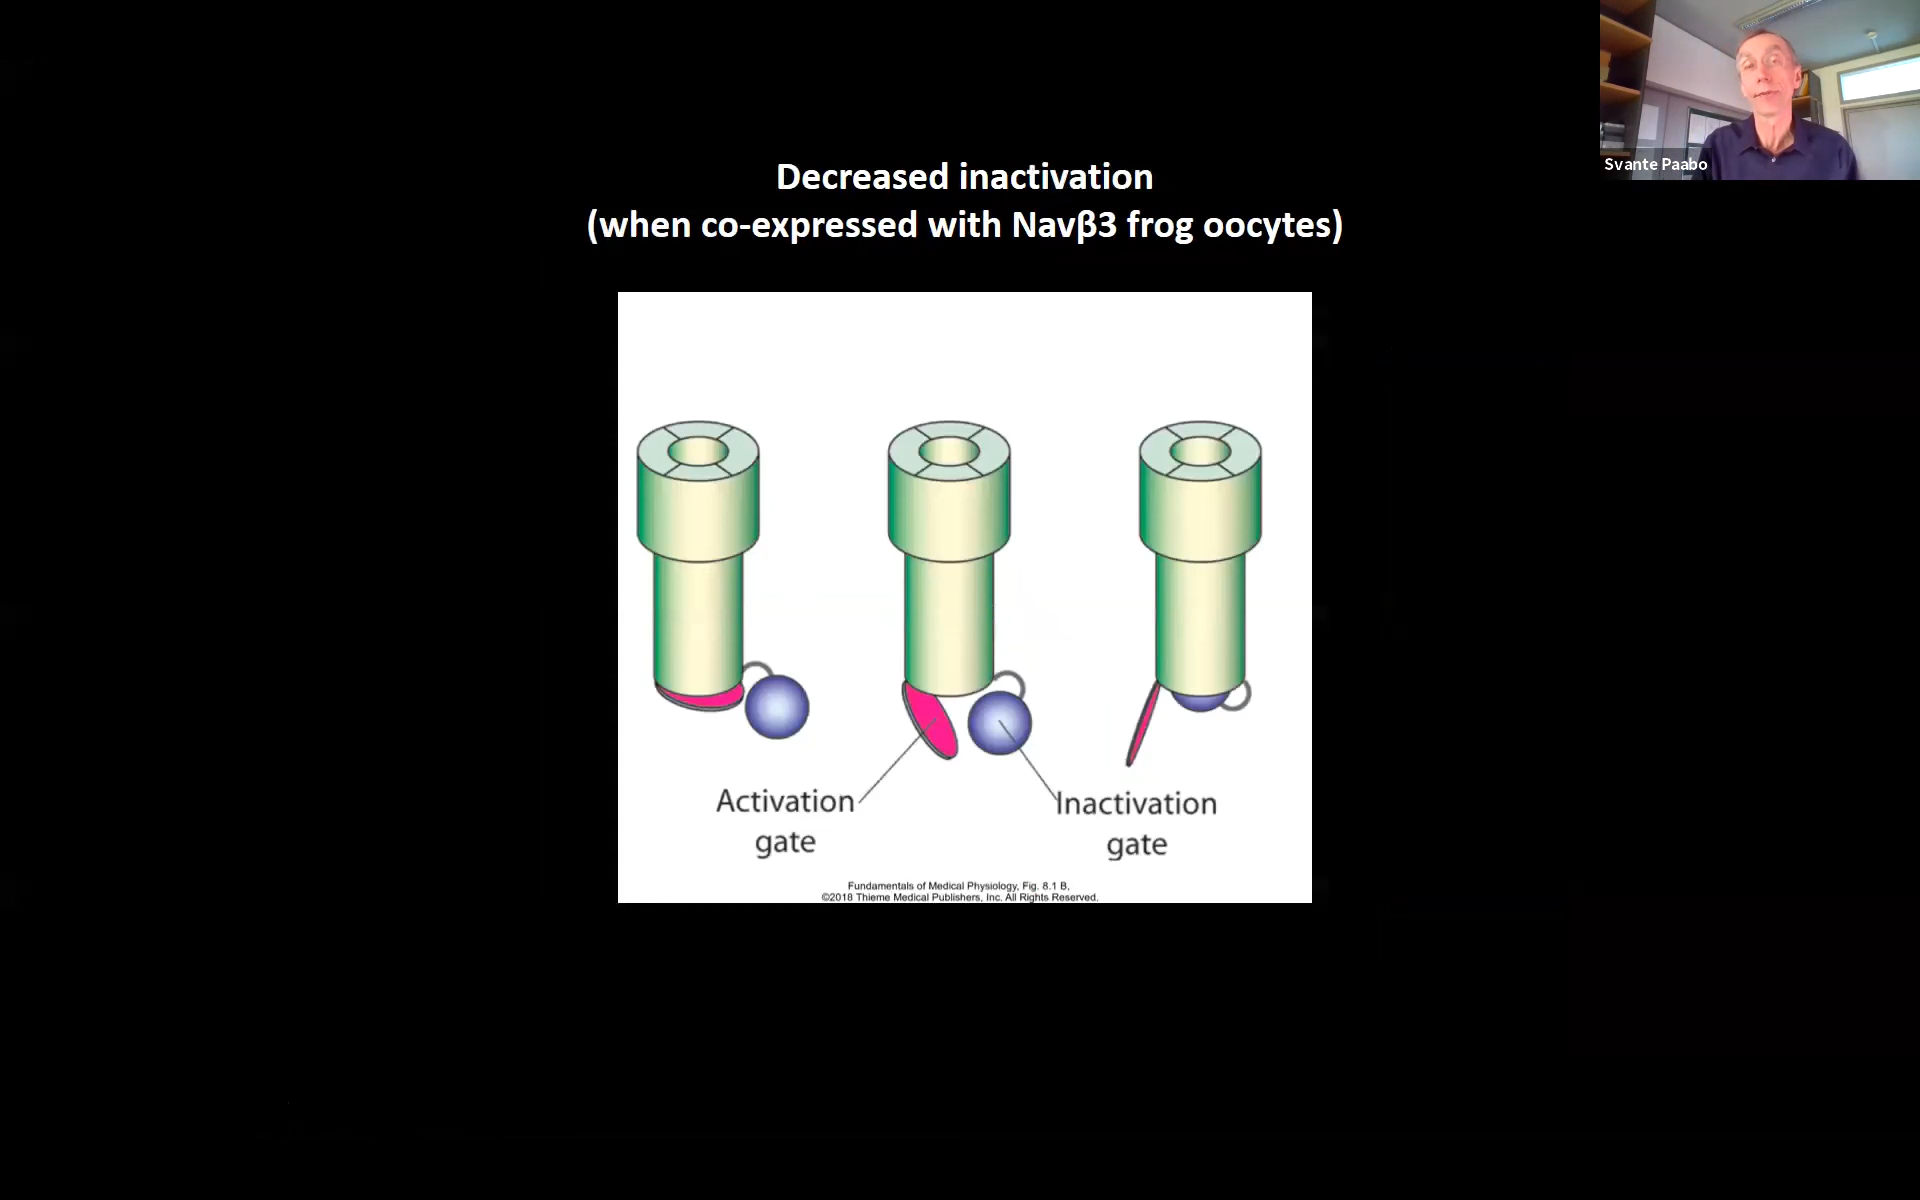 Svante Paabo
Decreased inactivation
(when co-expressed with Navβ3 frog oocytes)
Activation
gate
Inactivation
gate
Fundamentals of Medical Physiology, Fig. 8.1 B,
©2018 Thieme Medical Publishers, Inc. All Rights Reserved.